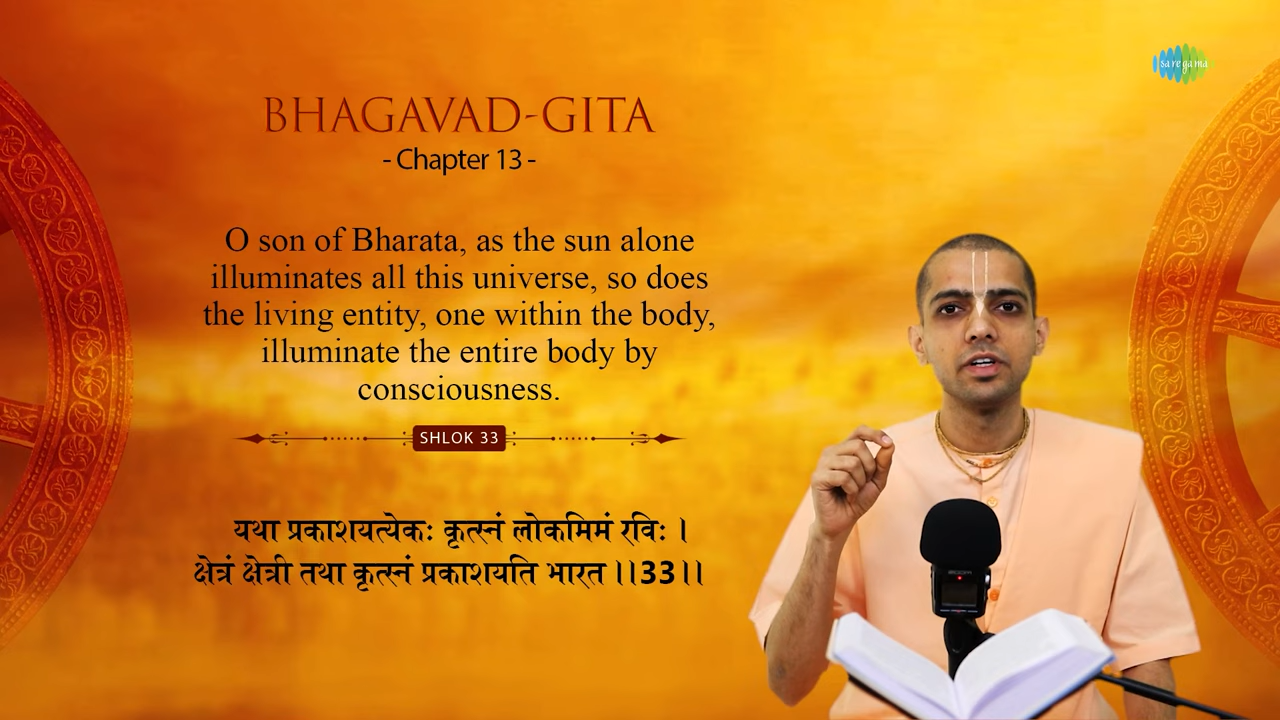 saregama
BHAGAVAD-GITA
- Chapter 13 -
O son of Bharata, as the sun alone
illuminates all this universe, so does
the living entity, one within the body,
illuminate the entire body by
consciousness.
SHLOK 33
यथा प्रकाशयत्येकः कृत्स्नं लोकमिमं रविः ।
क्षेत्रं क्षेत्री तथा कृत्स्नं प्रकाशयति भारत ।।33।।